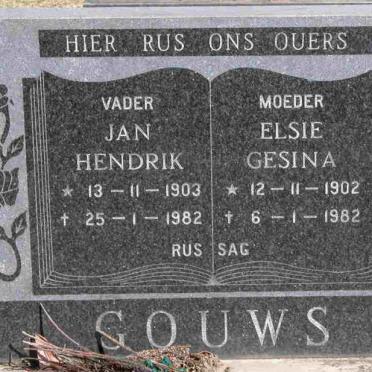 HIER RUS ONS OUERS
VADER
JAN
HENDRIK
* 13-11-1903
† 25-1-1982
MOEDER
ELSIE
GESINA
* 12-11-1902
† 6-1-1982
RUS SAG
GOUWS